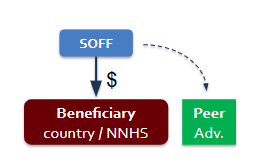 SOFF
$
Beneficiary
country / NNHS
Peer
Adv.